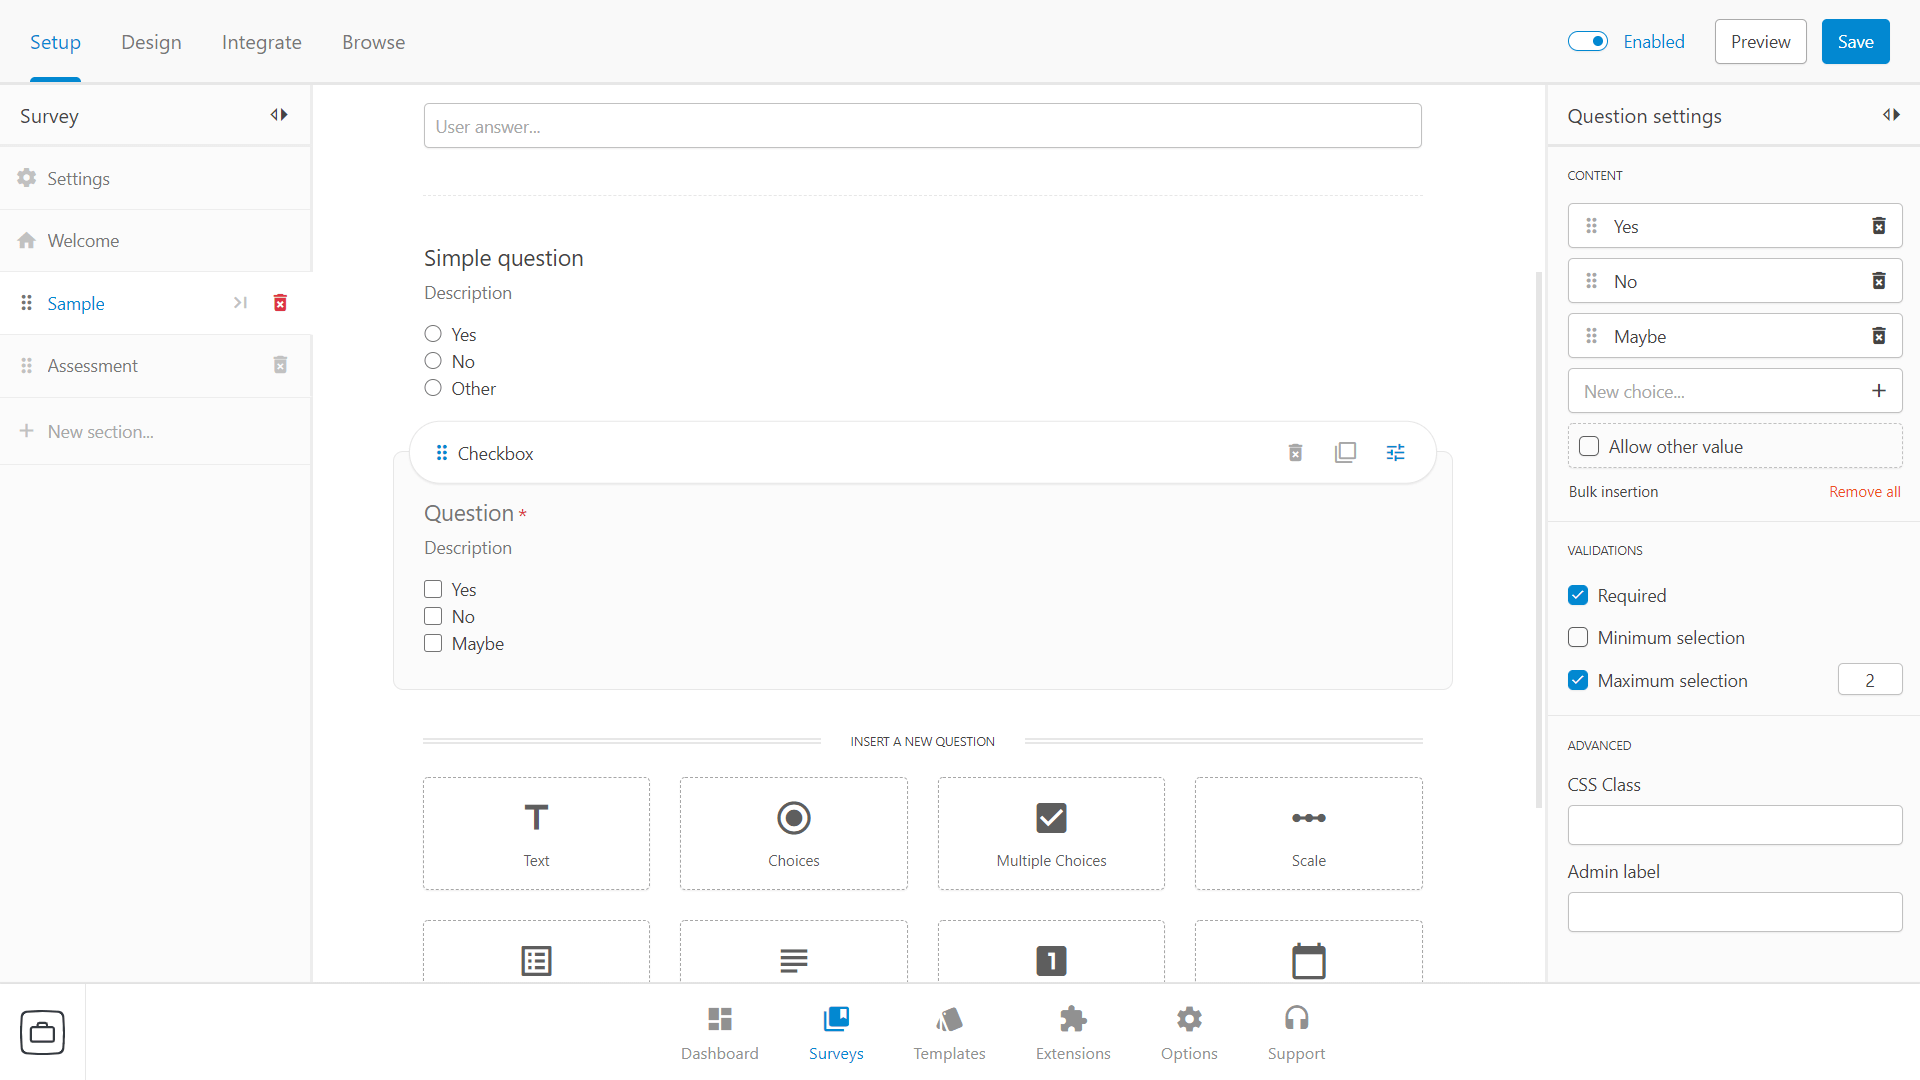 Setup Design Integrate Browse Enabled Preview Save
Survey
Settings
Welcome
Sample
Assessment
New section...
User answer...
Simple question
Description
Yes
No
Other
Checkbox
Question *
Description
Yes
No
Maybe
INSERT A NEW QUESTION
Text Choices Multiple Choices Scale
1
Question settings
CONTENT
Yes
No
Maybe
New choice...
Allow other value
Bulk insertion Remove all
VALIDATIONS
Required
Minimum selection
Maximum selection 2
ADVANCED
CSS Class
Admin label
Dashboard Surveys Templates Extensions Options Support